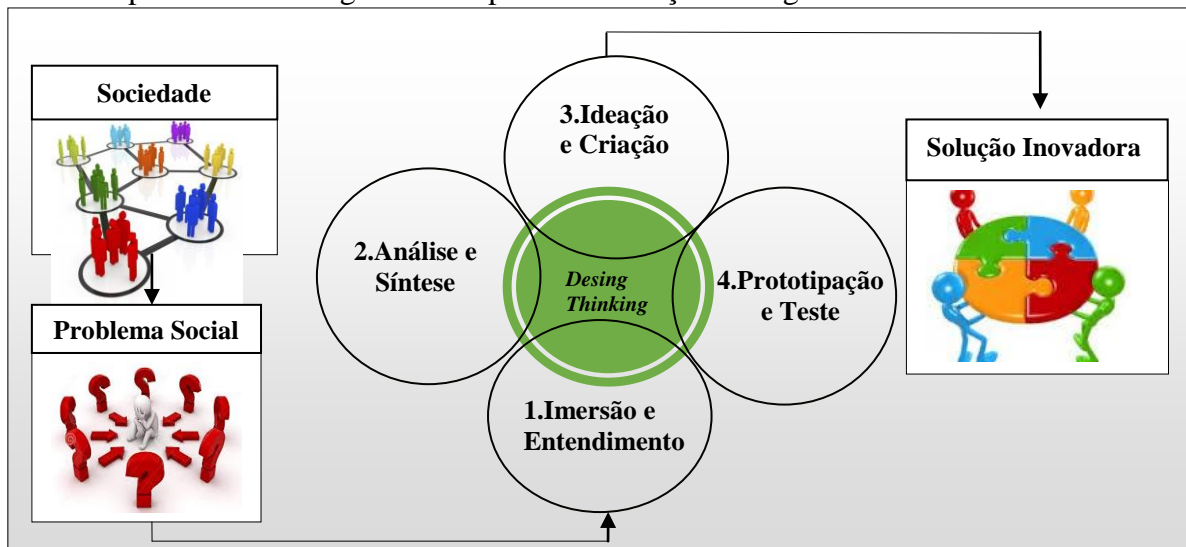 Sociedade
Problema Social
3.Ideação
e Criação
2.Análise e
Síntese
Desing
Thinking
4.Prototipação
e Teste
1.Imersão e
Entendimento
Solução Inovadora